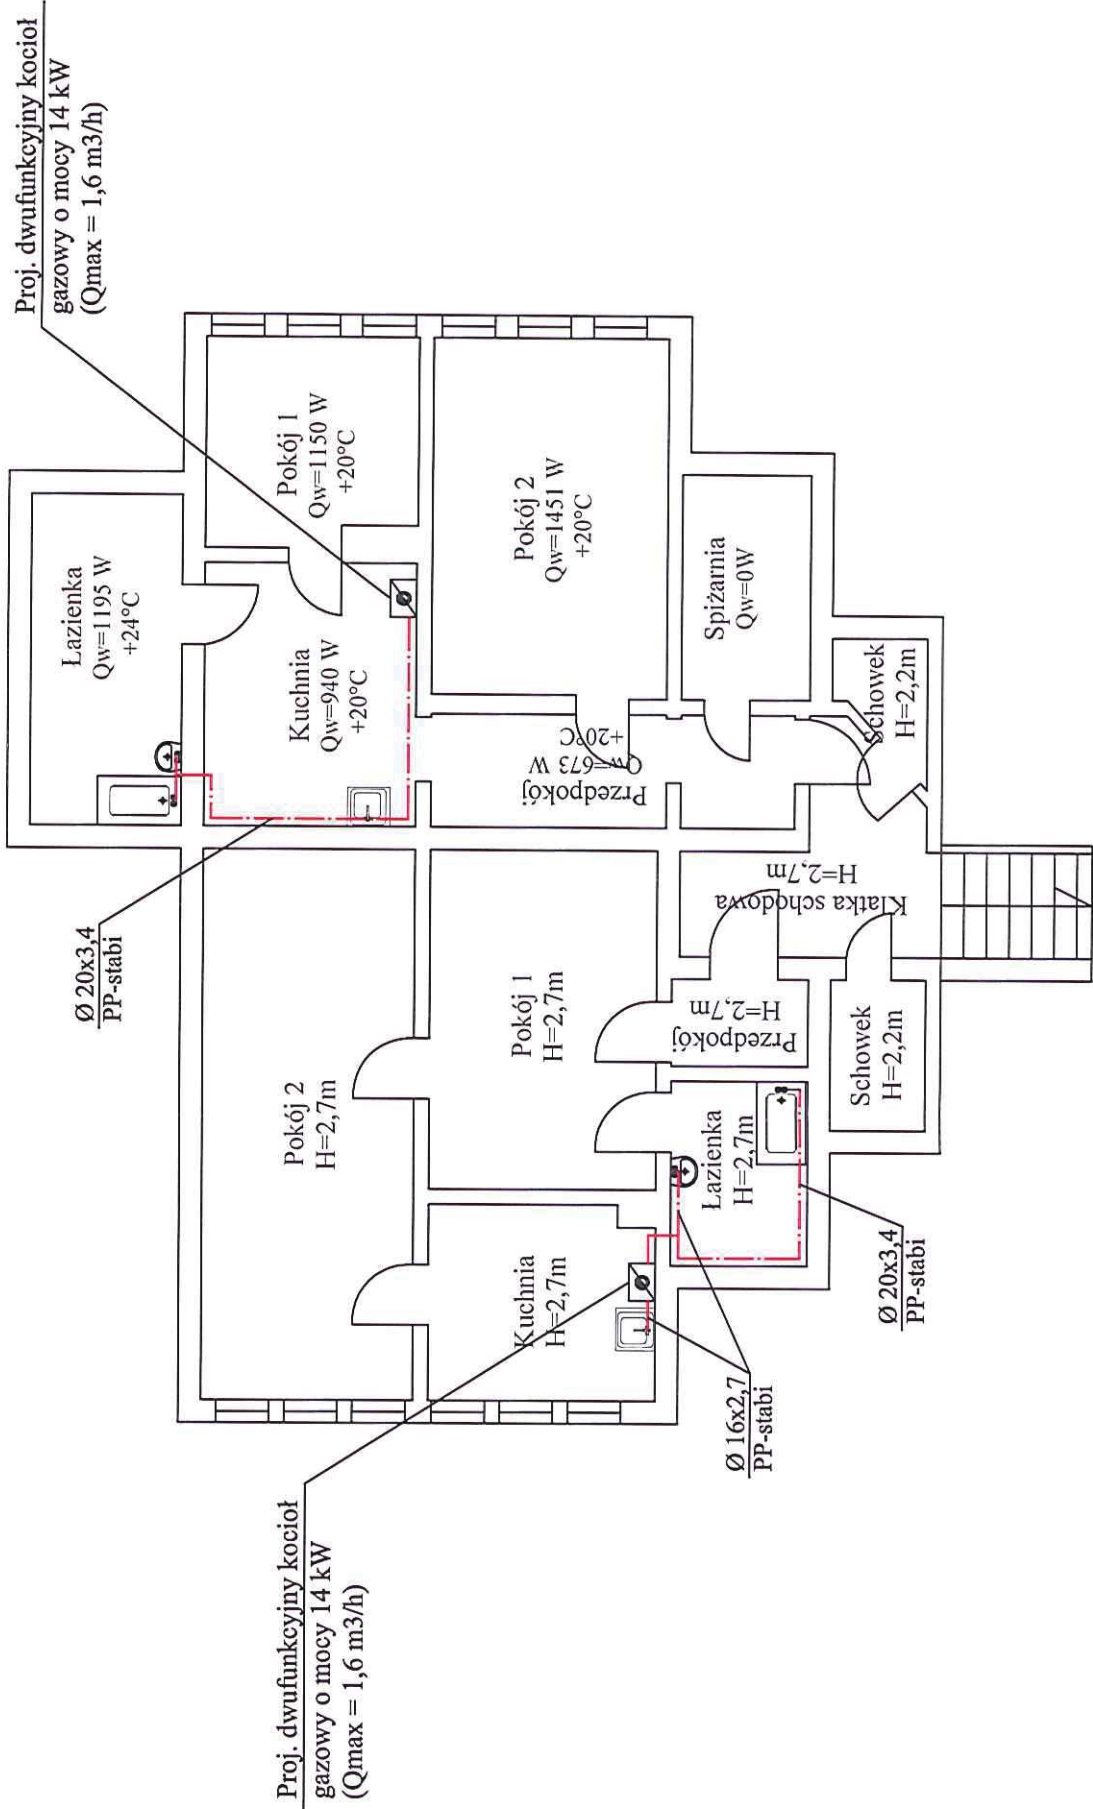 Proj. dwufunkcyjny kocioł
gazowy o mocy 14 kW
(Qmax = 1,6 m3/h)
Łazienka
Qw=1195 W
+24°C
Pokój 1
Qw=1150 W
+20°C
Kuchnia
Qw=940 W
+20°C
Pokój 2
Qw=1451 W
+20°C
Spiżarnia
Qw=0W
Schowek
H=2,2m
Przedpokój
Qw=673 W
+20°C
Ø 20x3,4
PP-stabi
Klatka schodowa
H=2,7m
Pokój 2
H=2,7m
Pokój 1
H=2,7m
Przedpokój
H=2,7m
Schowek
H=2,2m
Łazienka
H=2,7m
Kuchnia
H=2,7m
Ø 20x3,4
PP-stabi
Ø 16x2,7
PP-stabi
Proj. dwufunkcyjny kocioł
gazowy o mocy 14 kW
(Qmax = 1,6 m3/h)